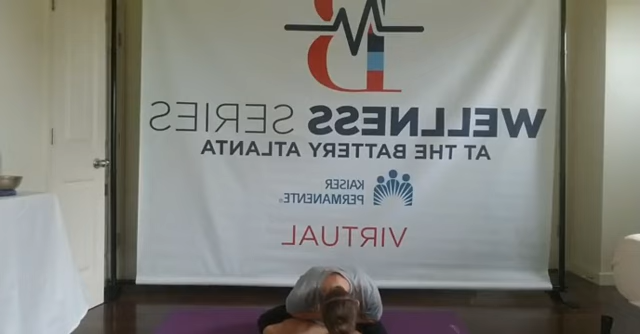 B
WELLNESS SERIES
AT THE BATTERY ATLANTA
KAISER
PERMANENTE®
VIRTUAL